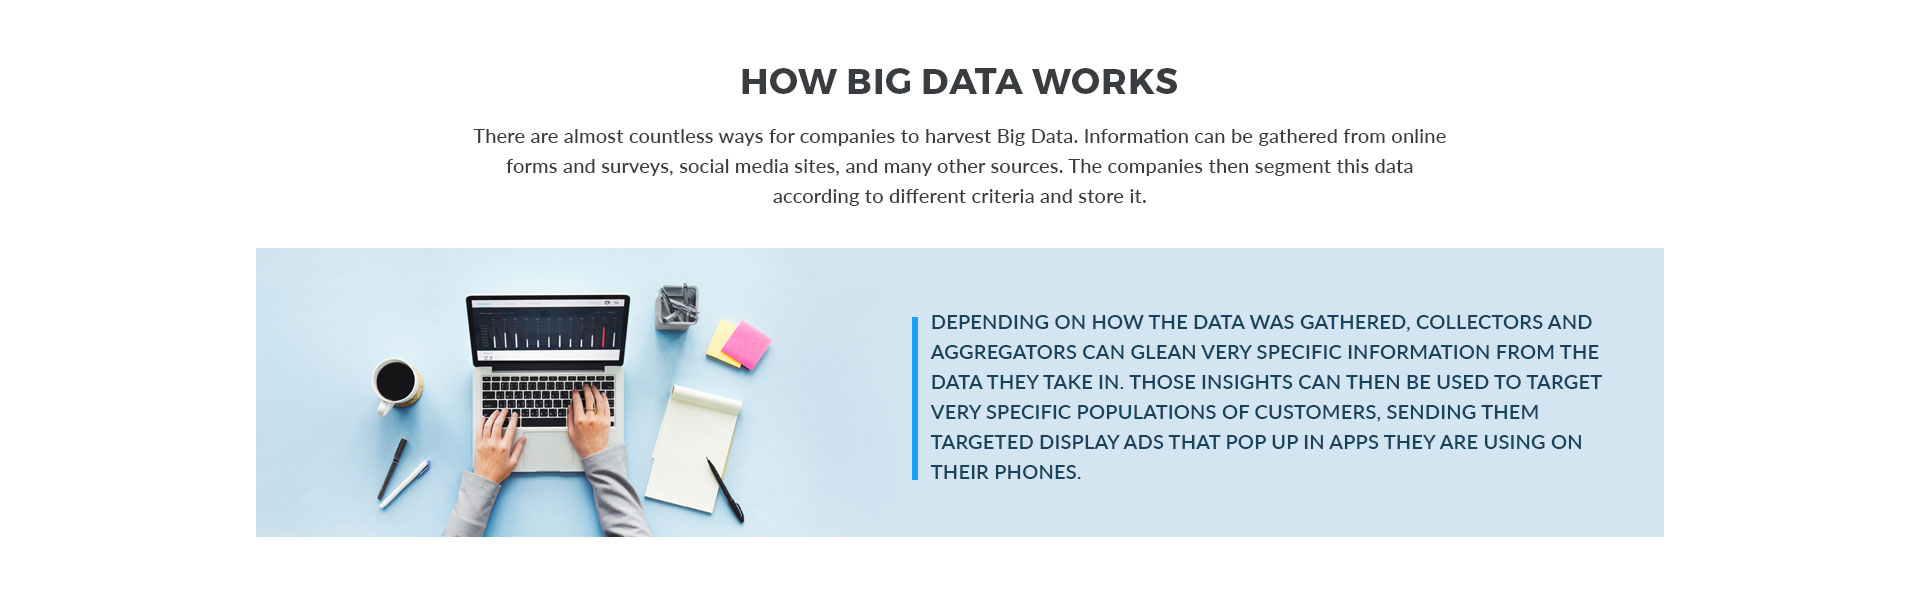 HOW BIG DATA WORKS
There are almost countless ways for companies to harvest Big Data. Information can be gathered from online
forms and surveys, social media sites, and many other sources. The companies then segment this data
according to different criteria and store it.
DEPENDING ON HOW THE DATA WAS GATHERED, COLLECTORS AND
AGGREGATORS CAN GLEAN VERY SPECIFIC INFORMATION FROM THE
DATA THEY TAKE IN. THOSE INSIGHTS CAN THEN BE USED TO TARGET
VERY SPECIFIC POPULATIONS OF CUSTOMERS, SENDING THEM
TARGETED DISPLAY ADS THAT POP UP IN APPS THEY ARE USING ON
THEIR PHONES.